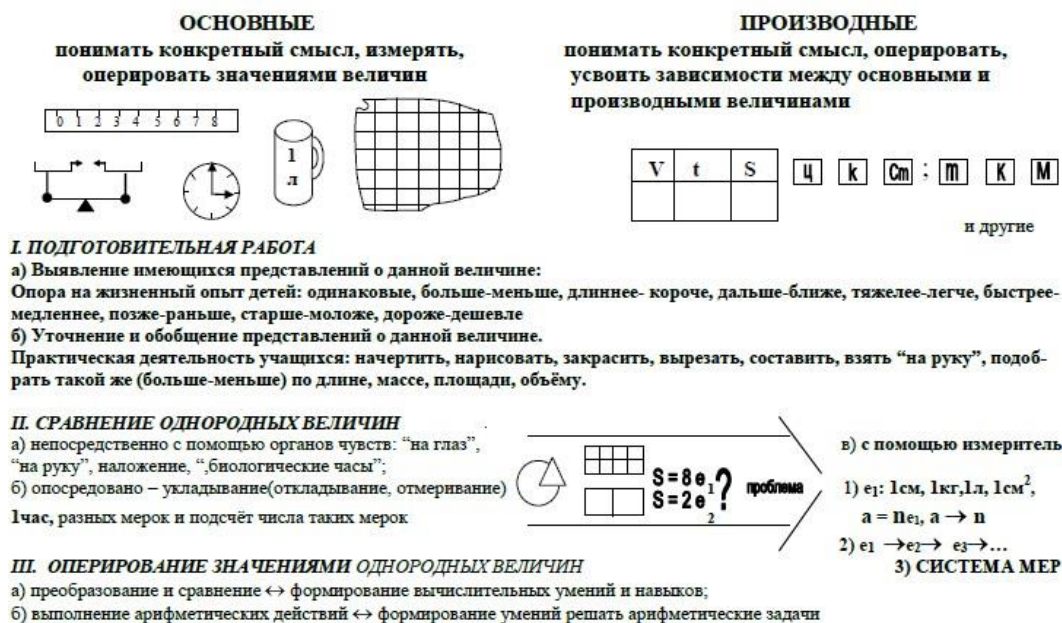 ОСНОВНЫЕ
понимать конкретный смысл, измерять,
оперировать значениями величин
ПРОИЗВОДНЫЕ
понимать конкретный смысл, оперировать,
усвоить зависимости между основными и
производными величинами
0 1 2 3 4 5 6 7 8
1
л
V t S
ц к Cm ; m К М
и другие
I. ПОДГОТОВИТЕЛЬНАЯ РАБОТА
а) Выявление имеющихся представлений о данной величине:
Опора на жизненный опыт детей: одинаковые, больше-меньше, длиннее- короче, дальше-ближе, тяжелее-легче, быстрее-
медленнее, позже-раньше, старше-моложе, дороже-дешевле
б) Уточнение и обобщение представлений о данной величине.
Практическая деятельность учащихся: начертить, нарисовать, закрасить, вырезать, составить, взять “на руку”, подоб-
рать такой же (больше-меньше) по длине, массе, площади, объёму.
II. СРАВНЕНИЕ ОДНОРОДНЫХ ВЕЛИЧИН
а) непосредственно с помощью органов чувств: “на глаз”,
“на руку”, наложение, “,биологические часы”;
б) опосредовано – укладывание(откладывание, отмеривание)
1час, разных мерок и подсчёт числа таких мерок
S = 8 e1
S = 2 e2
?
проблема
в) с помощью измеритель
1) e1: 1см, 1кг,1л, 1см²,
a = ne1, a → n
2) e1 →e2→ e3→…
3) СИСТЕМА МЕР
III. ОПЕРИРОВАНИЕ ЗНАЧЕНИЯМИ ОДНОРОДНЫХ ВЕЛИЧИН
а) преобразование и сравнение ↔ формирование вычислительных умений и навыков;
б) выполнение арифметических действий ↔ формирование умений решать арифметические задачи